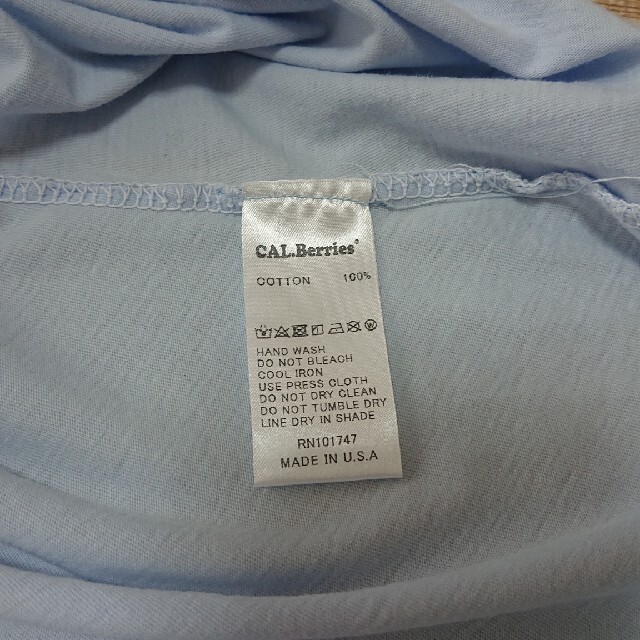 CAL.Berries®
COTTON 100%
HAND WASH
DO NOT BLEACH
COOL IRON
USE PRESS CLOTH
DO NOT DRY CLEAN
DO NOT TUMBLE DRY
LINE DRY IN SHADE
RN101747
MADE IN U.S.A